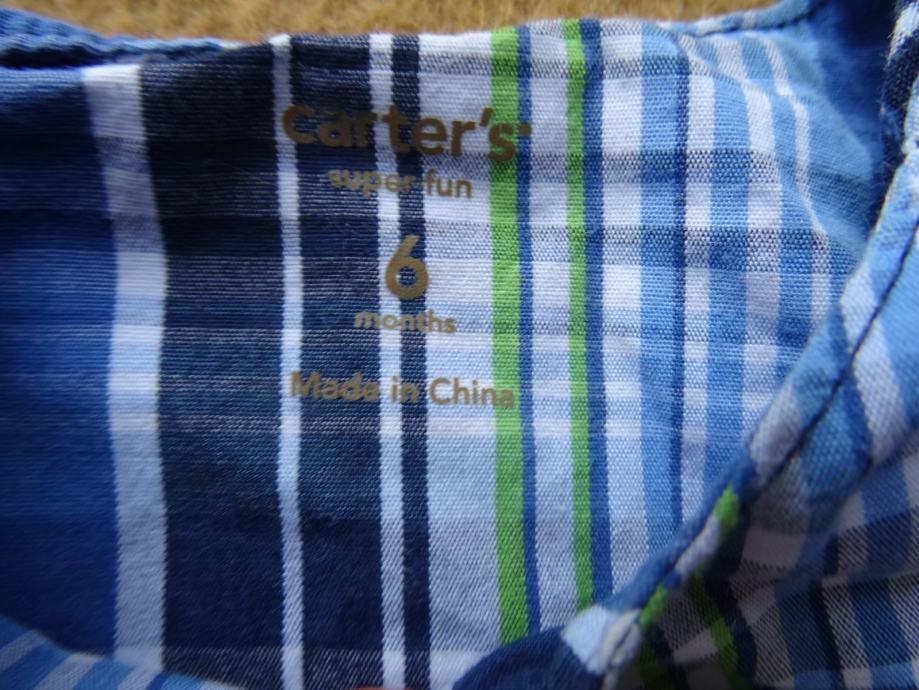 carter's
super fun
6
months
Made in China